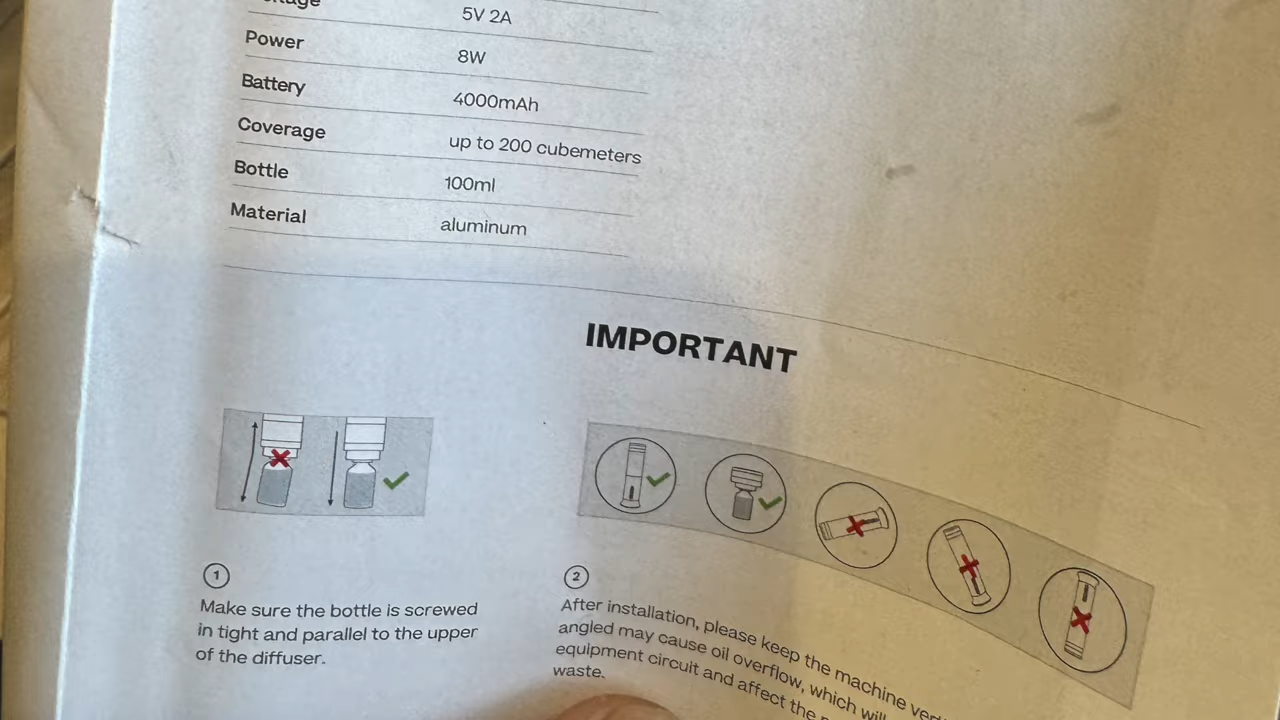 5V 2A
Power 8W
Battery 4000mAh
Coverage up to 200 cubemeters
Bottle 100ml
Material aluminum
IMPORTANT
1
Make sure the bottle is screwed
in tight and parallel to the upper
of the diffuser.
2
After installation, please keep the machine
angled may cause oil overflow, which will
equipment circuit and affect the
waste.